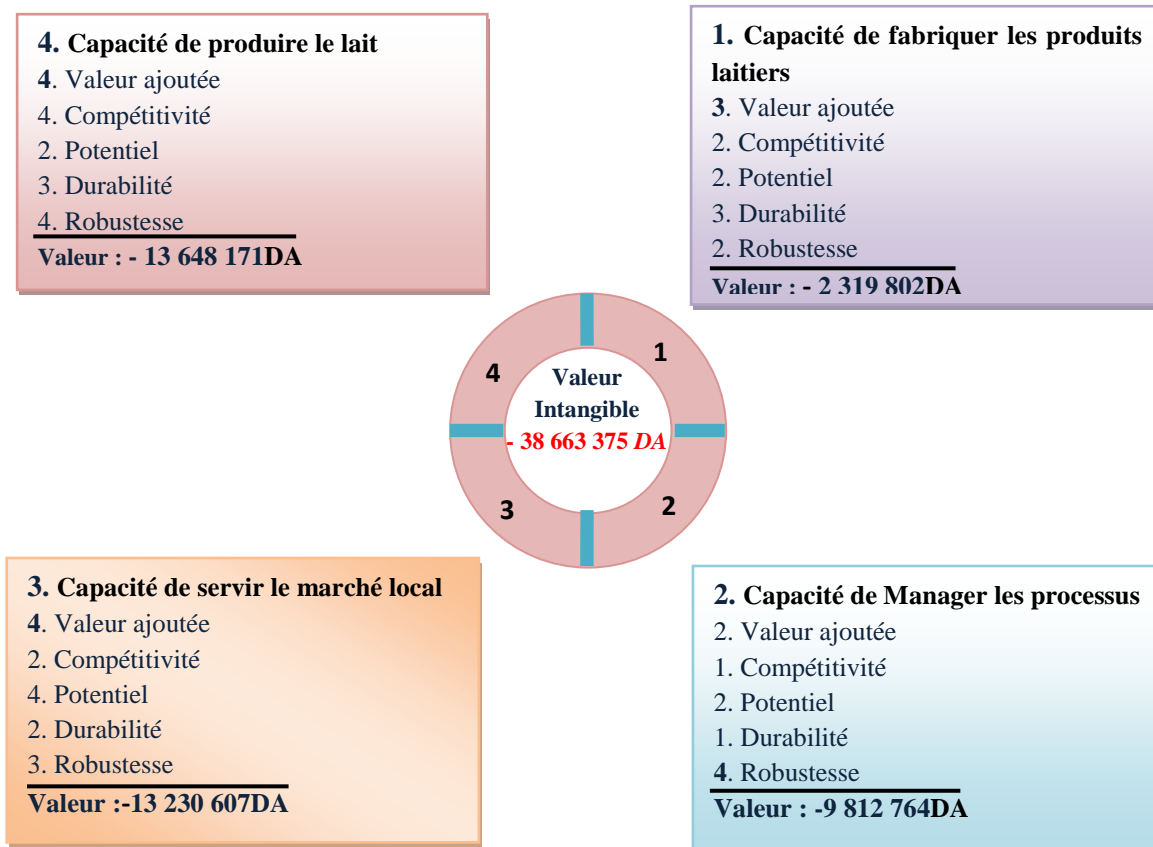 4. Capacité de produire le lait
4. Valeur ajoutée
4. Compétitivité
2. Potentiel
3. Durabilité
4. Robustesse
Valeur : - 13 648 171DA
1. Capacité de fabriquer les produits
laitiers
3. Valeur ajoutée
2. Compétitivité
2. Potentiel
3. Durabilité
2. Robustesse
Valeur : - 2 319 802DA
4
1
Valeur
Intangible
- 38 663 375 DA
3
2
3. Capacité de servir le marché local
4. Valeur ajoutée
2. Compétitivité
4. Potentiel
2. Durabilité
3. Robustesse
Valeur :-13 230 607DA
2. Capacité de Manager les processus
2. Valeur ajoutée
1. Compétitivité
2. Potentiel
1. Durabilité
4. Robustesse
Valeur : -9 812 764DA